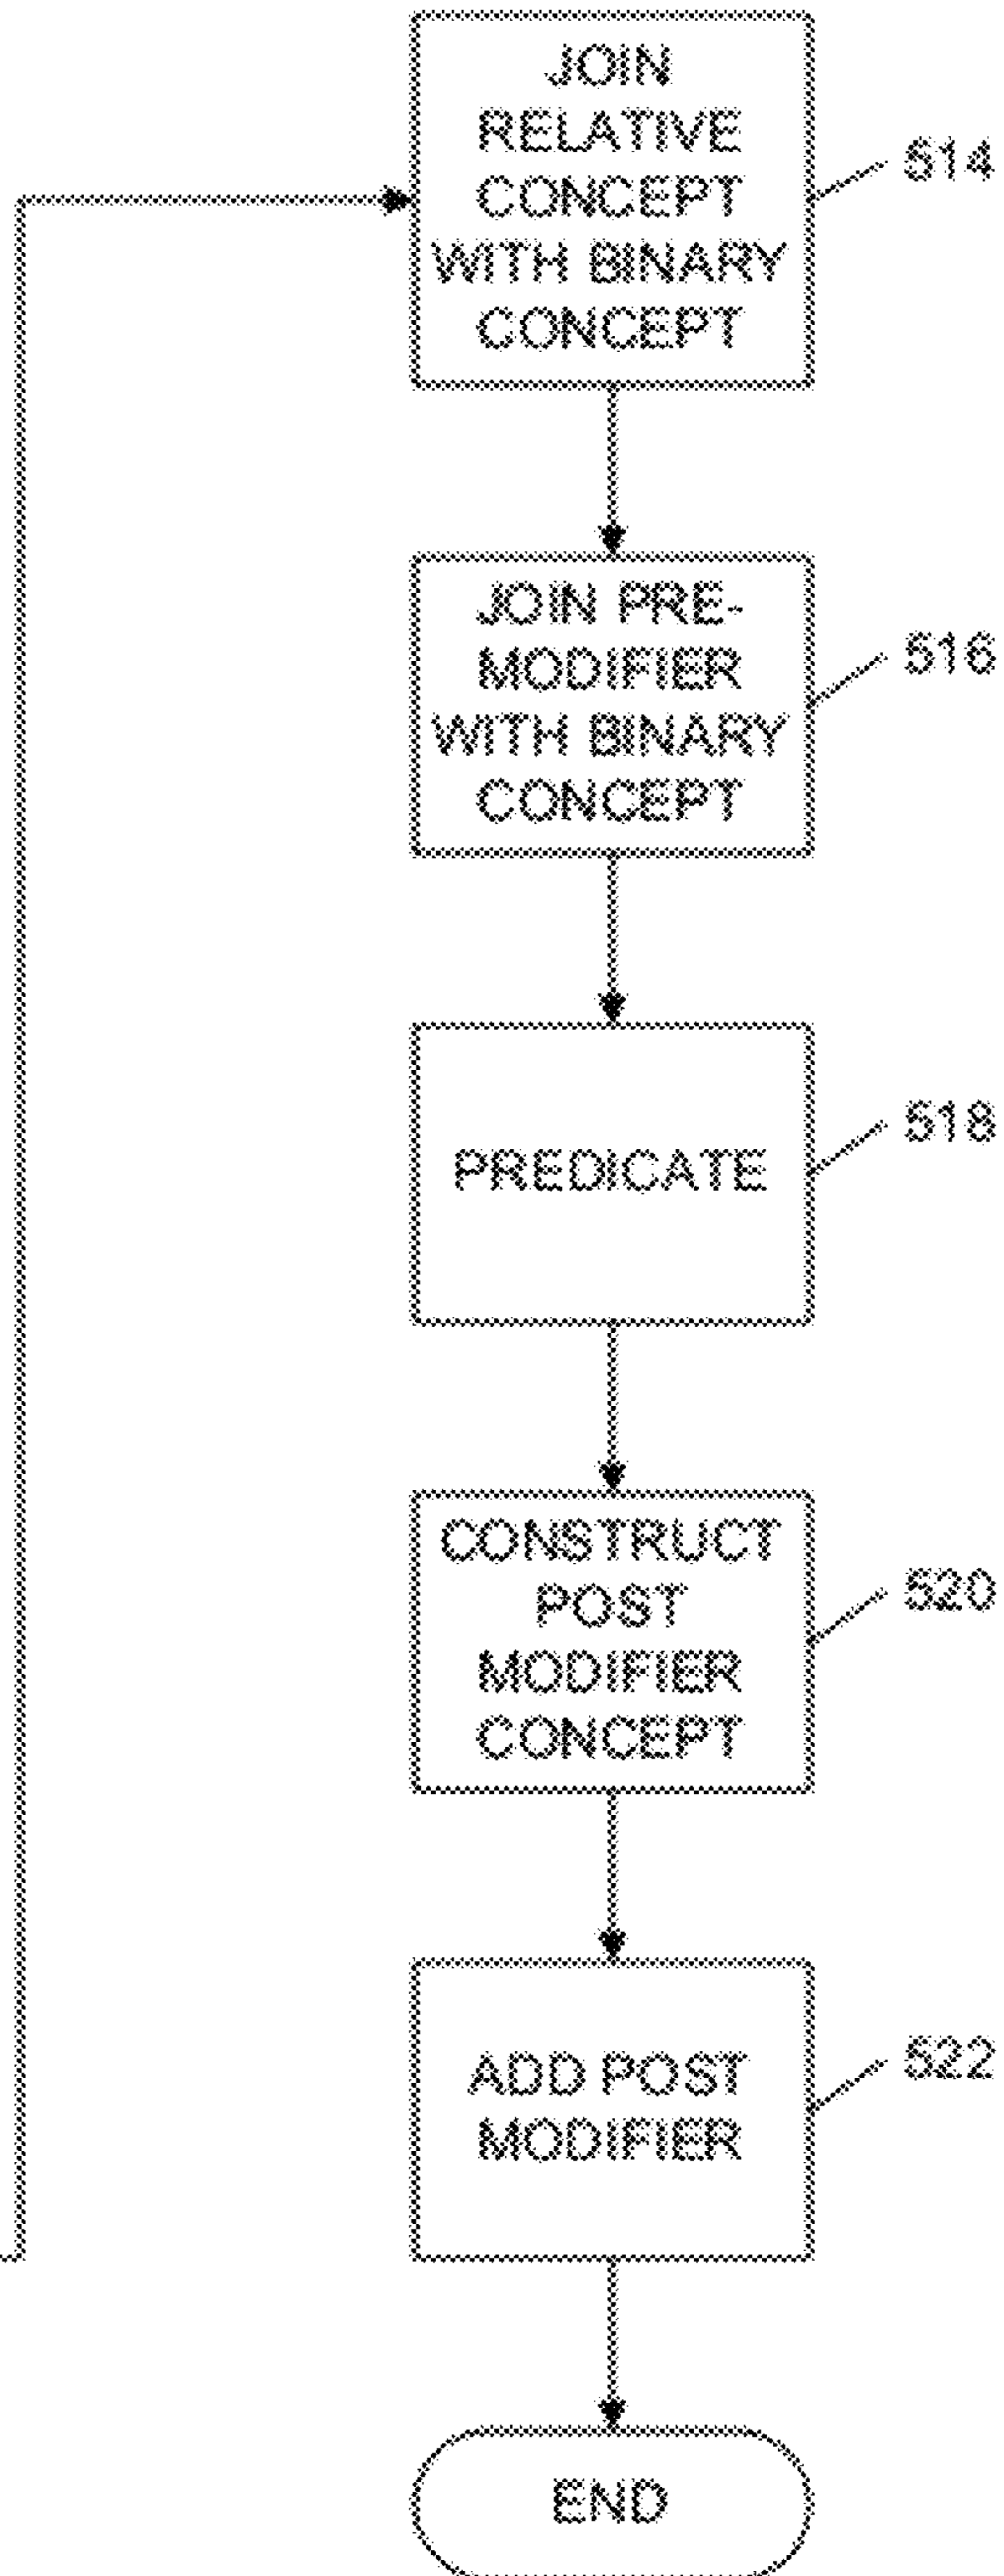 JOIN
RELATIVE
CONCEPT
WITH BINARY
CONCEPT
514
JOIN PRE-
MODIFIER
WITH BINARY
CONCEPT
516
PREDICATE
518
CONSTRUCT
POST
MODIFIER
CONCEPT
520
ADD POST
MODIFIER
522
END